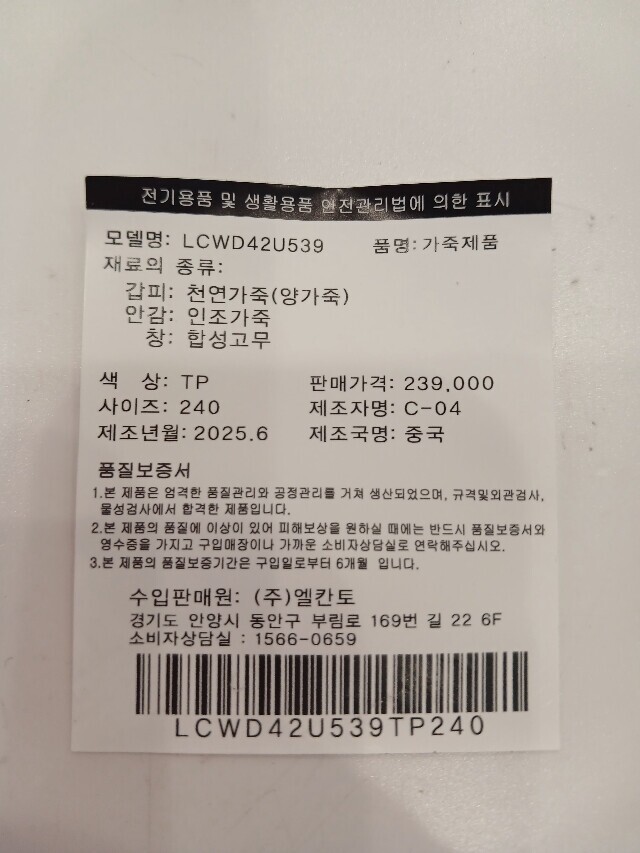 전기용품 및 생활용품 안전관리법에 의한 표시
모델명: LCWD42U539 품명: 가죽제품
재료의 종류:
갑피: 천연가죽(양가죽)
안감: 인조가죽
창: 합성고무
색 상: TP 판매가격: 239,000
사이즈: 240 제조자명: C-04
제조년월: 2025.6 제조국명: 중국
품질보증서
1.본 제품은 엄격한 품질관리와 공정관리를 거쳐 생산되었으며, 규격및외관검사,
물성검사에서 합격한 제품입니다.
2.본 제품의 품질에 이상이 있어 피해보상을 원하실 때에는 반드시 품질보증서와
영수증을 가지고 구입매장이나 가까운 소비자상담실로 연락해주십시오.
3.본 제품의 품질보증기간은 구입일로부터 6개월 입니다.
수입판매원: (주)엘칸토
경기도 안양시 동안구 부림로 169번 길 22 6F
소비자상담실 : 1566-0659
LCWD42U539TP240